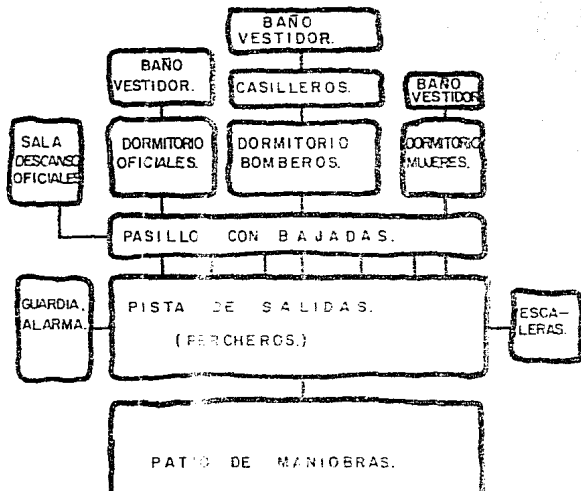 BAÑO
VESTIDOR.
BAÑO
VESTIDOR.
CASILLEROS.
BAÑO
VESTIDOR
SALA
DESCANSO
OFICIALES
DORMITORIO
OFICIALES.
DORMITORIO
BOMBEROS.
DORMITORIO
MUJERES.
PASILLO CON BAJADAS.
GUARDIA,
ALARMA.
PISTA DE SALIDAS.
(PERCHEROS.)
ESCA-
LERAS.
PATIO DE MANIOBRAS.